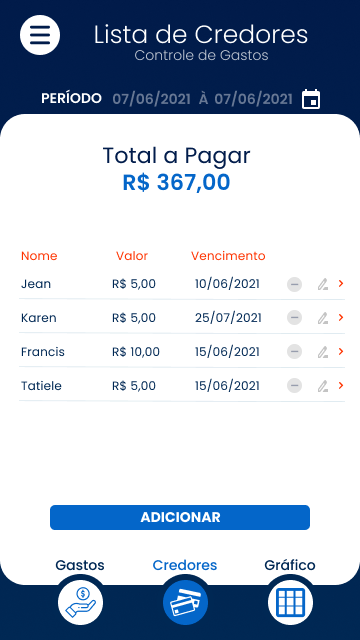 Lista de Credores
Controle de Gastos
PERÍODO 07/06/2021 À 07/06/2021
Total a Pagar
R$ 367,00
Nome Valor Vencimento
Jean R$ 5,00 10/06/2021
Karen R$ 5,00 25/07/2021
Francis R$ 10,00 15/06/2021
Tatiele R$ 5,00 15/06/2021
ADICIONAR
Gastos Credores Gráfico